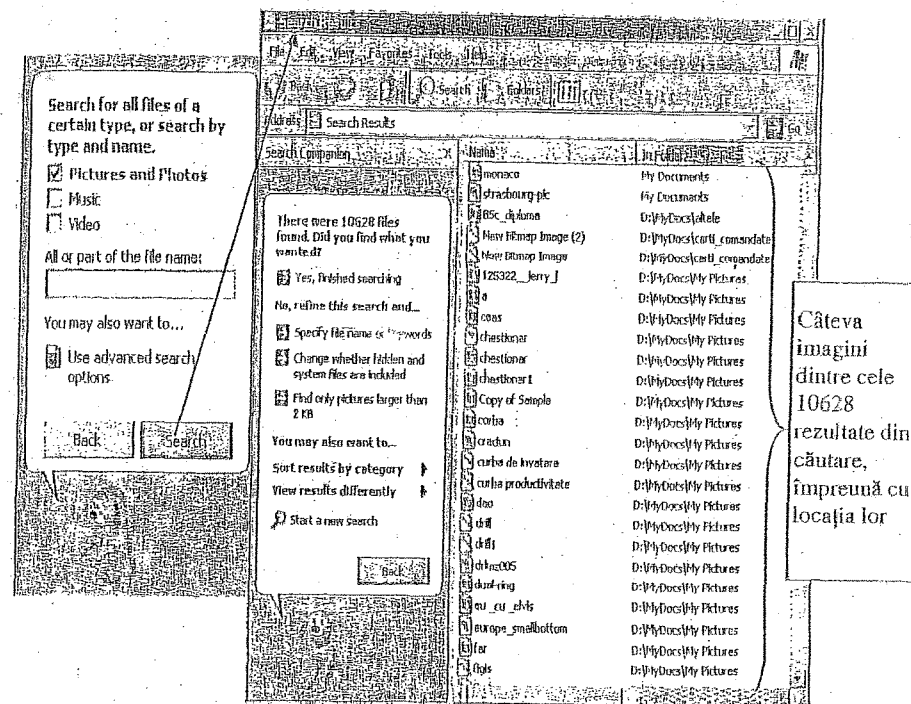 Search for all files of a
certain type, or search by
type and name.
Pictures and Photos
Music
Video
All or part of the file name:
You may also want to...
Use advanced search
options
Back
Search
File Edit View Favorites Tools Help
Search Folders
Address Search Results
Go
Search Companion
There were 10628 files
found. Did you find what you
wanted?
Yes, finished searching
No, refine this search and...
Specify file name or keywords
Change whether hidden and
system files are included
Find only pictures larger than
2 KB
You may also want to...
Sort results by category
View results differently
Start a new search
Back
Name In Folder
monaco My Documents
strasbourg-pic My Documents
BSc_diploma D:\MyDocs\altele
New Bitmap Image (2) D:\MyDocs\carti_comandate
New Bitmap Image D:\MyDocs\carti_comandate
125322__Jerry_J D:\MyDocs\My Pictures
a D:\MyDocs\My Pictures
D:\MyDocs\My Pictures
chestionar D:\MyDocs\My Pictures
chestionar D:\MyDocs\My Pictures
chestionar1 D:\MyDocs\My Pictures
Copy of Sample D:\MyDocs\My Pictures
corba D:\MyDocs\My Pictures
craciun D:\MyDocs\My Pictures
curba de invatare D:\MyDocs\My Pictures
curba productivitate D:\MyDocs\My Pictures
D:\MyDocs\My Pictures
drill D:\MyDocs\My Pictures
D:\MyDocs\My Pictures
D:\MyDocs\My Pictures
dual-ring D:\MyDocs\My Pictures
eu_cu_elvis D:\MyDocs\My Pictures
europe_smallbottom D:\MyDocs\My Pictures
far D:\MyDocs\My Pictures
D:\MyDocs\My Pictures
Câteva
imagini
dintre cele
10628
rezultate din
căutare,
împreună cu
locația lor